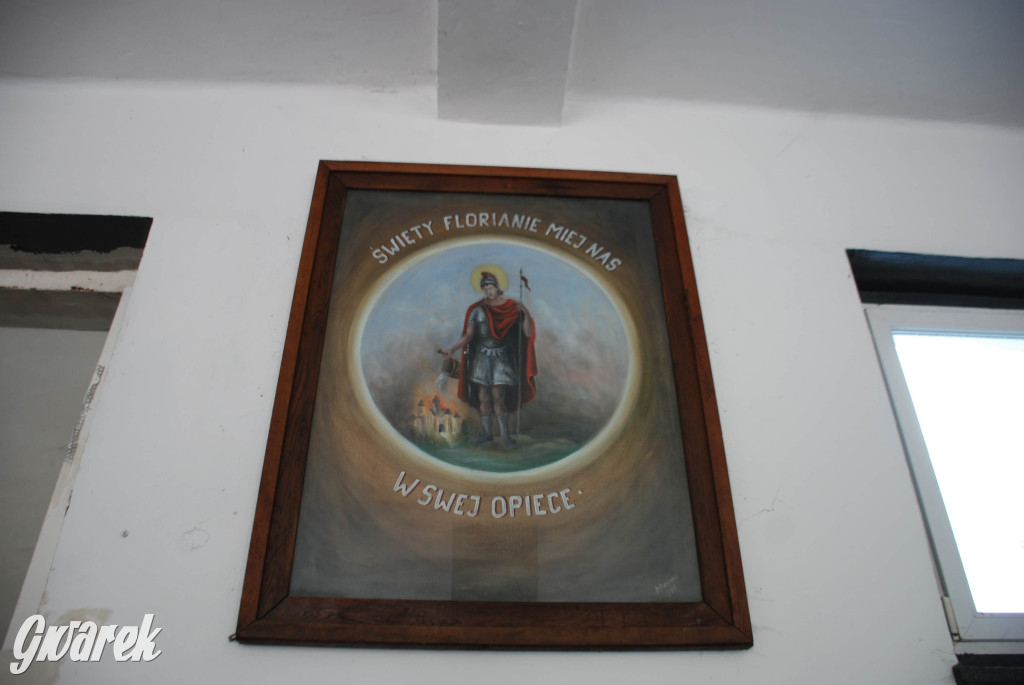 ŚWIĘTY FLORIANIE MIEJ NAS
W SWEJ OPIECE.
Gwarek